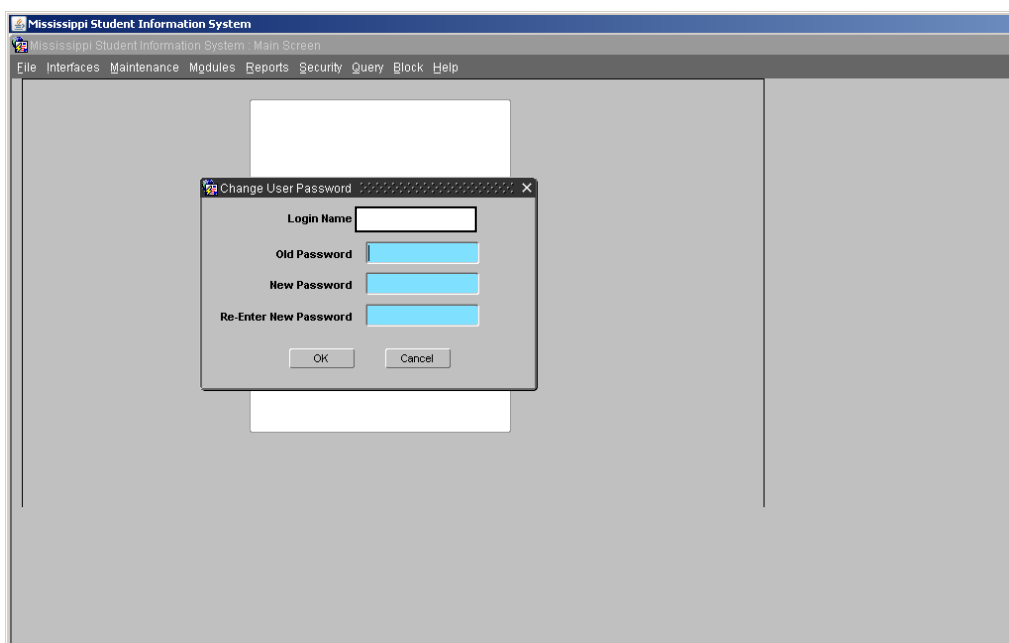 Mississippi Student Information System
Mississippi Student Information System : Main Screen
File Interfaces Maintenance Modules Reports Security Query Block Help
Change User Password
Login Name
Old Password
New Password
Re-Enter New Password
OK Cancel